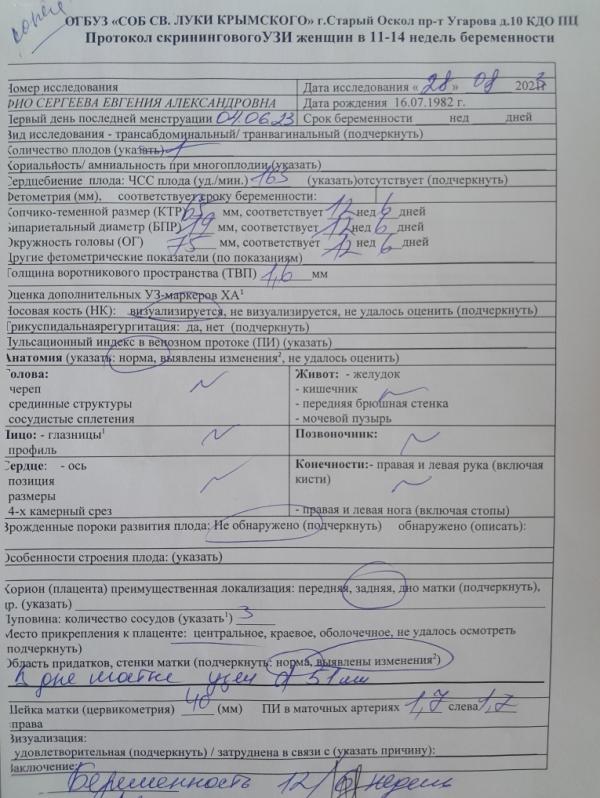 копия
ОГБУЗ «СОБ СВ. ЛУКИ КРЫМСКОГО» г.Старый Оскол пр-т Угарова д.10 КДО ПЦ
Протокол скринингового УЗИ женщин в 11-14 недель беременности
Номер исследования Дата исследования « 28 » 08 2023
ФИО СЕРГЕЕВА ЕВГЕНИЯ АЛЕКСАНДРОВНА Дата рождения 16.07.1982 г.
Первый день последней менструации 04.06.23 Срок беременности нед дней
Вид исследования - трансабдоминальный/ трансвагинальный (подчеркнуть)
Количество плодов (указать) 1
Хориальность/ амниальность при многоплодии (указать)
Сердцебиение плода: ЧСС плода (уд./мин.) 165 (указать)отсутствует (подчеркнуть)
Фетометрия (мм), соответствует сроку беременности:
Копчико-теменной размер (КТР) 65 мм, соответствует 12 нед 6 дней
Бипариетальный диаметр (БПР) 19 мм, соответствует 12 нед 6 дней
Окружность головы (ОГ) 75 мм, соответствует 12 нед 6 дней
Другие фетометрические показатели (по показаниям)
Толщина воротникового пространства (ТВП) 1,6 мм
Оценка дополнительных УЗ-маркеров ХА¹
Носовая кость (НК): визуализируется, не визуализируется, не удалось оценить (подчеркнуть)
Трикуспидальная регургитация: да, нет (подчеркнуть)
Пульсационный индекс в венозном протоке (ПИ) (указать)
Анатомия (указать: норма, выявлены изменения², не удалось оценить)
Голова: Живот: - желудок
череп - кишечник
срединные структуры - передняя брюшная стенка
сосудистые сплетения - мочевой пузырь
Лицо: - глазницы¹ Позвоночник:
профиль
Сердце: - ось Конечности:- правая и левая рука (включая
позиция кисти)
размеры
4-х камерный срез - правая и левая нога (включая стопы)
Врожденные пороки развития плода: Не обнаружено (подчеркнуть) обнаружено (описать):
Особенности строения плода: (указать)
Хорион (плацента) преимущественная локализация: передняя, задняя, дно матки (подчеркнуть),
др. (указать)
Пуповина: количество сосудов (указать¹) 3
Место прикрепления к плаценте: центральное, краевое, оболочечное, не удалось осмотреть
(подчеркнуть)
Область придатков, стенки матки (подчеркнуть: норма, выявлены изменения²)
В дне матки узел d 51 мм
Шейка матки (цервикометрия) 40 (мм) ПИ в маточных артериях 1,7 слева 1,7
справа
Визуализация:
удовлетворительная (подчеркнуть) / затруднена в связи с (указать причину):
Заключение:
Беременность 12/6 недель